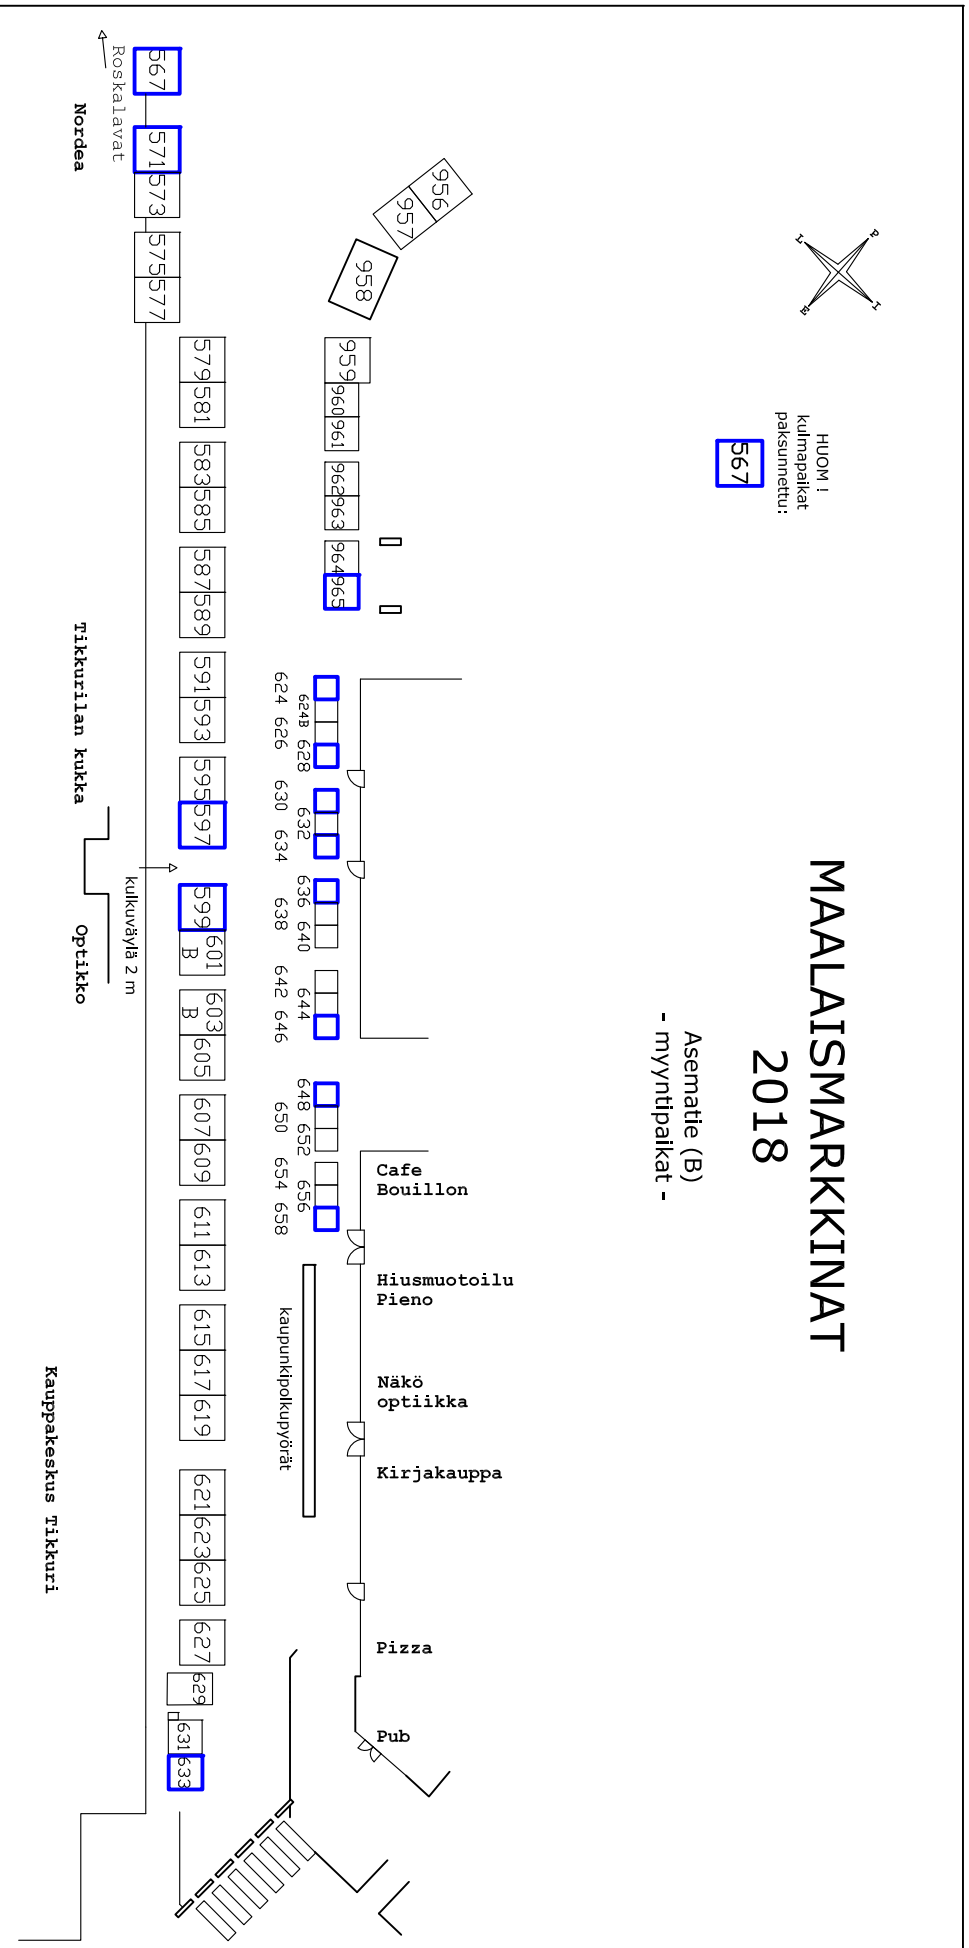 MAALAISMARKKINAT
2018
Asematie (B)
- myyntipaikat -
HUOM !
kulmapaikat
paksunnettu:
567
P
I
E
L
Roskalavat
Nordea
Tikkurilan kukka
Optikko
kulkuväylä 2 m
Kauppakeskus Tikkuri
567
571
573
575
577
579
581
583
585
587
589
591
593
595
597
599
601
B
603
B
605
607
609
611
613
615
617
619
621
623
625
627
629
631
633
956
957
958
959
960
961
962
963
964
965
624
624B
626
628
630
632
634
636
638
640
642
644
646
648
650
652
654
656
658
kaupunkipolkupyörät
Cafe
Bouillon
Hiusmuotoilu
Pieno
Näkö
optiikka
Kirjakauppa
Pizza
Pub